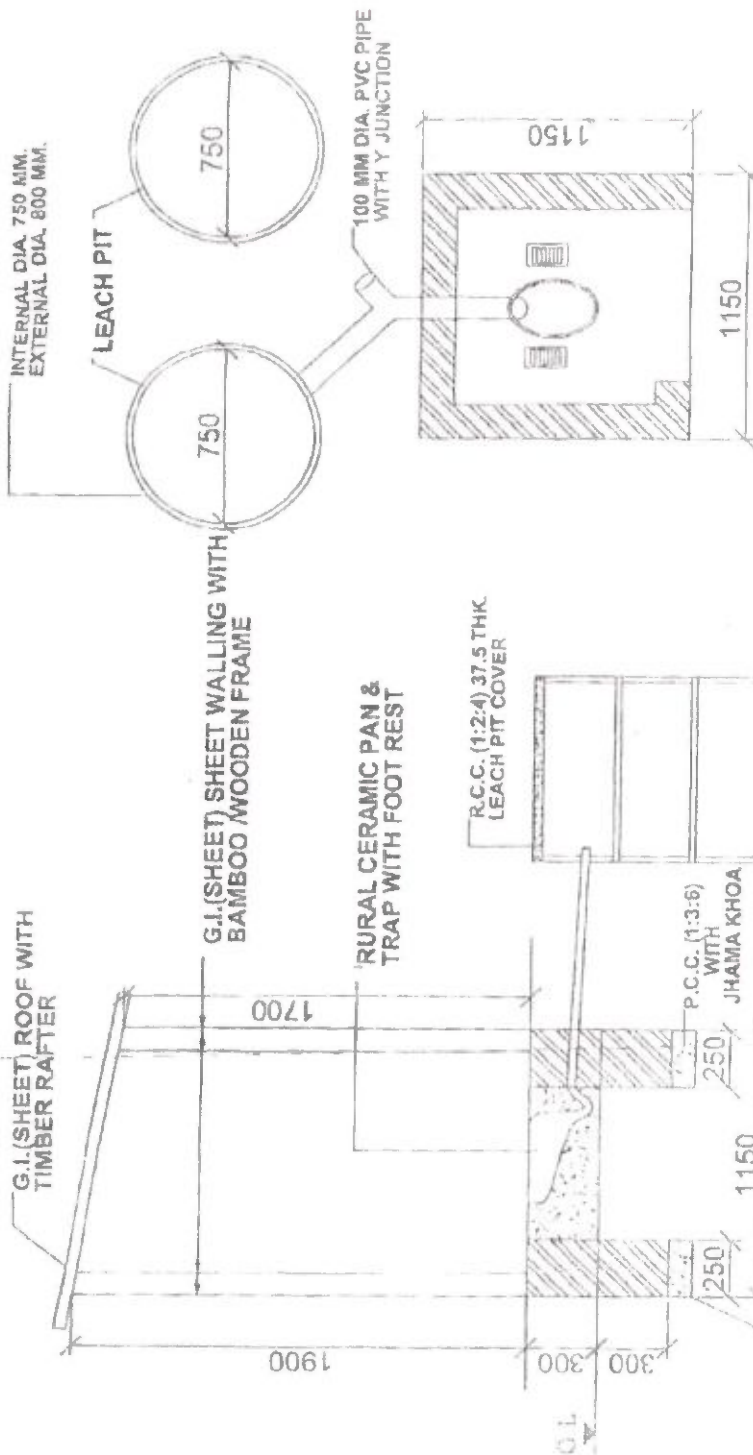 INTERNAL DIA. 750 MM.
EXTERNAL DIA. 800 MM.
LEACH PIT
750
750
100 MM DIA. PVC PIPE
WITH Y JUNCTION
1150
1150
G.I.(SHEET) ROOF WITH
TIMBER RAFTER
G.I.(SHEET) SHEET WALLING WITH
BAMBOO /WOODEN FRAME
RURAL CERAMIC PAN &
TRAP WITH FOOT REST
R.C.C. (1:2:4) 37.5 THK.
LEACH PIT COVER
1900
1700
300
300
P.C.C. (1:3:6)
WITH
JHAMA KHOA
250
1150
250